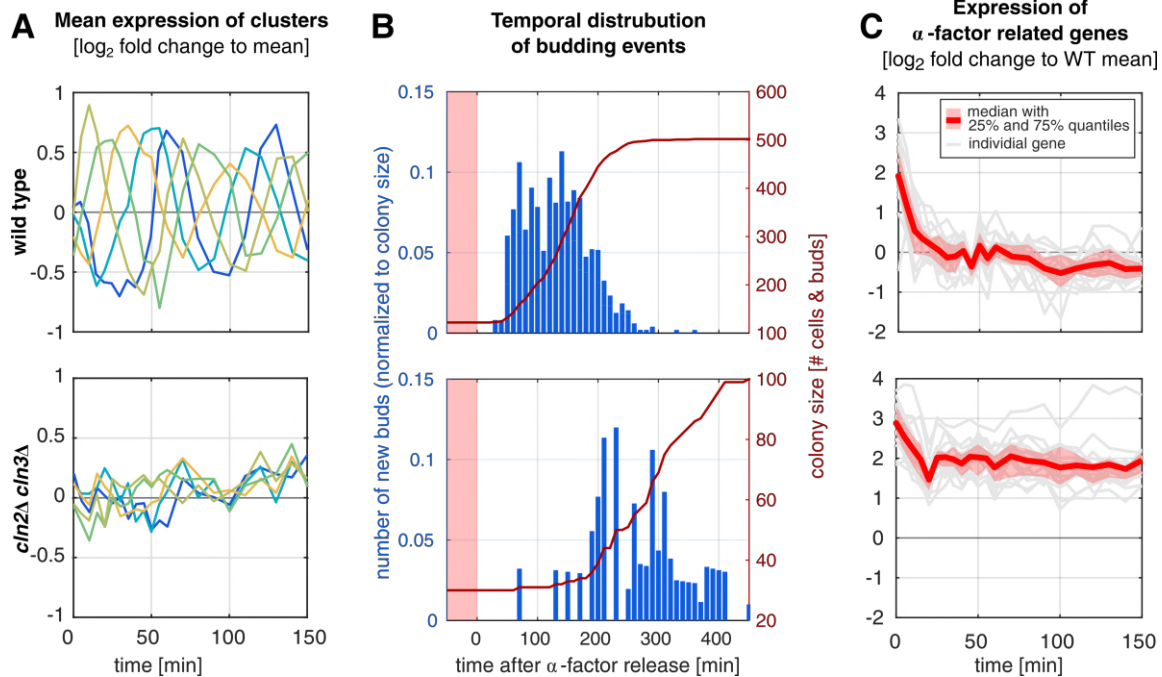 A
Mean expression of clusters
[log2 fold change to mean]
wild type
1
0.5
0
-0.5
-1
cln2Δ cln3Δ
1
0.5
0
-0.5
-1
0 50 100 150
time [min]
B
Temporal distrubution
of budding events
number of new buds (normalized to colony size)
0.15
0.1
0.05
0
600
500
400
300
200
100
0.15
0.1
0.05
0
100
80
60
40
20
colony size [# cells & buds]
0 100 200 300 400
time after α-factor release [min]
C
Expression of
α-factor related genes
[log2 fold change to WT mean]
median with
25% and 75% quantiles
individial gene
4
3
2
1
0
-1
-2
4
3
2
1
0
-1
-2
0 50 100 150
time [min]